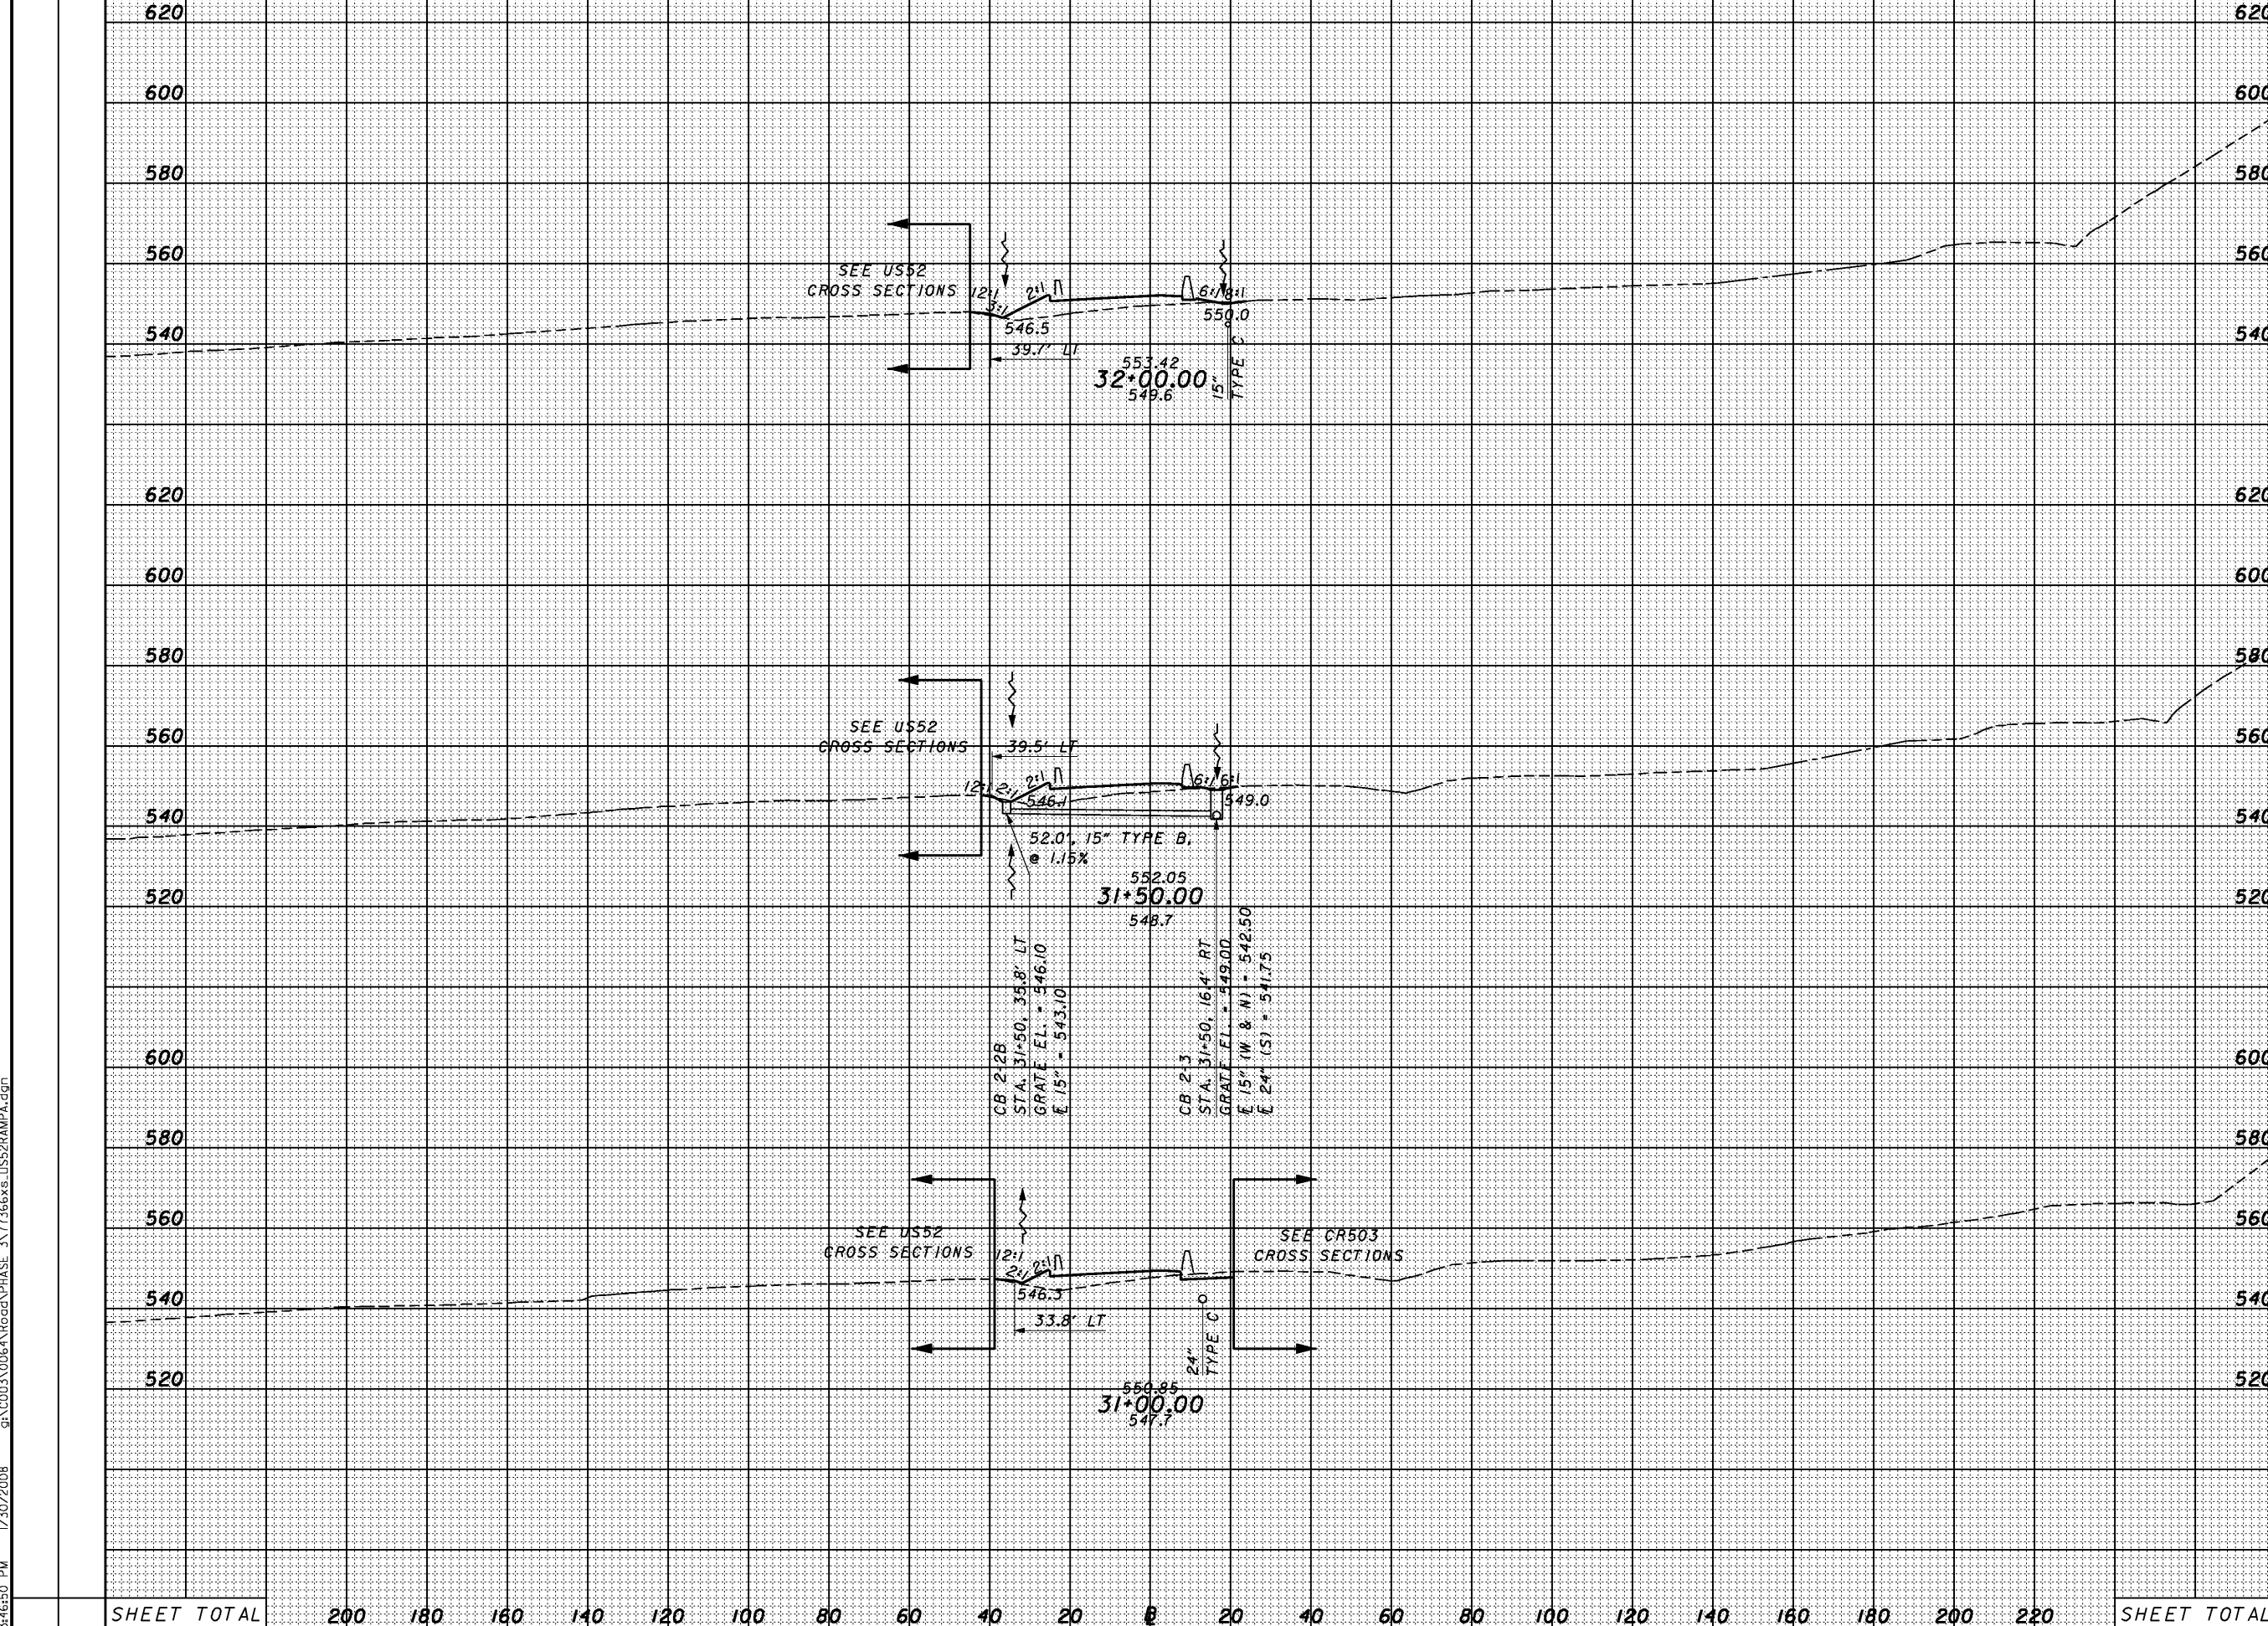 620 620
600 600
580 580
560 560
SEE US52
CROSS SECTIONS
12:1
3:1
2:1
6:1 8:1
550.0
546.5
540 540
39.7' LT
553.42
32+00.00
549.6
15"
TYPE C
620 620
600 600
580 580
560 560
SEE US52
CROSS SECTIONS
39.5' LT
12:1 2:1
2:1
6:1 6:1
546.1
549.0
540 540
52.0', 15" TYPE B,
@ 1.15%
552.05
31+50.00
548.7
520 520
CB 2-2B
STA. 31+50, 35.8' LT
GRATE EL. = 546.10
℄ 15" = 543.10
CB 2-3
STA. 31+50, 16.4' RT
GRATE EL. = 549.00
℄ 15" (W & N) = 542.50
℄ 24" (S) = 541.75
600 600
580 580
560 560
SEE US52
CROSS SECTIONS
SEE CR503
CROSS SECTIONS
12:1
2:1
2:1
546.3
540 540
33.8' LT
24"
TYPE C
520 520
550.85
31+00.00
547.7
SHEET TOTAL 200 180 160 140 120 100 80 60 40 20 ℄ 20 40 60 80 100 120 140 160 180 200 220 SHEET TOTAL
1/30/2008